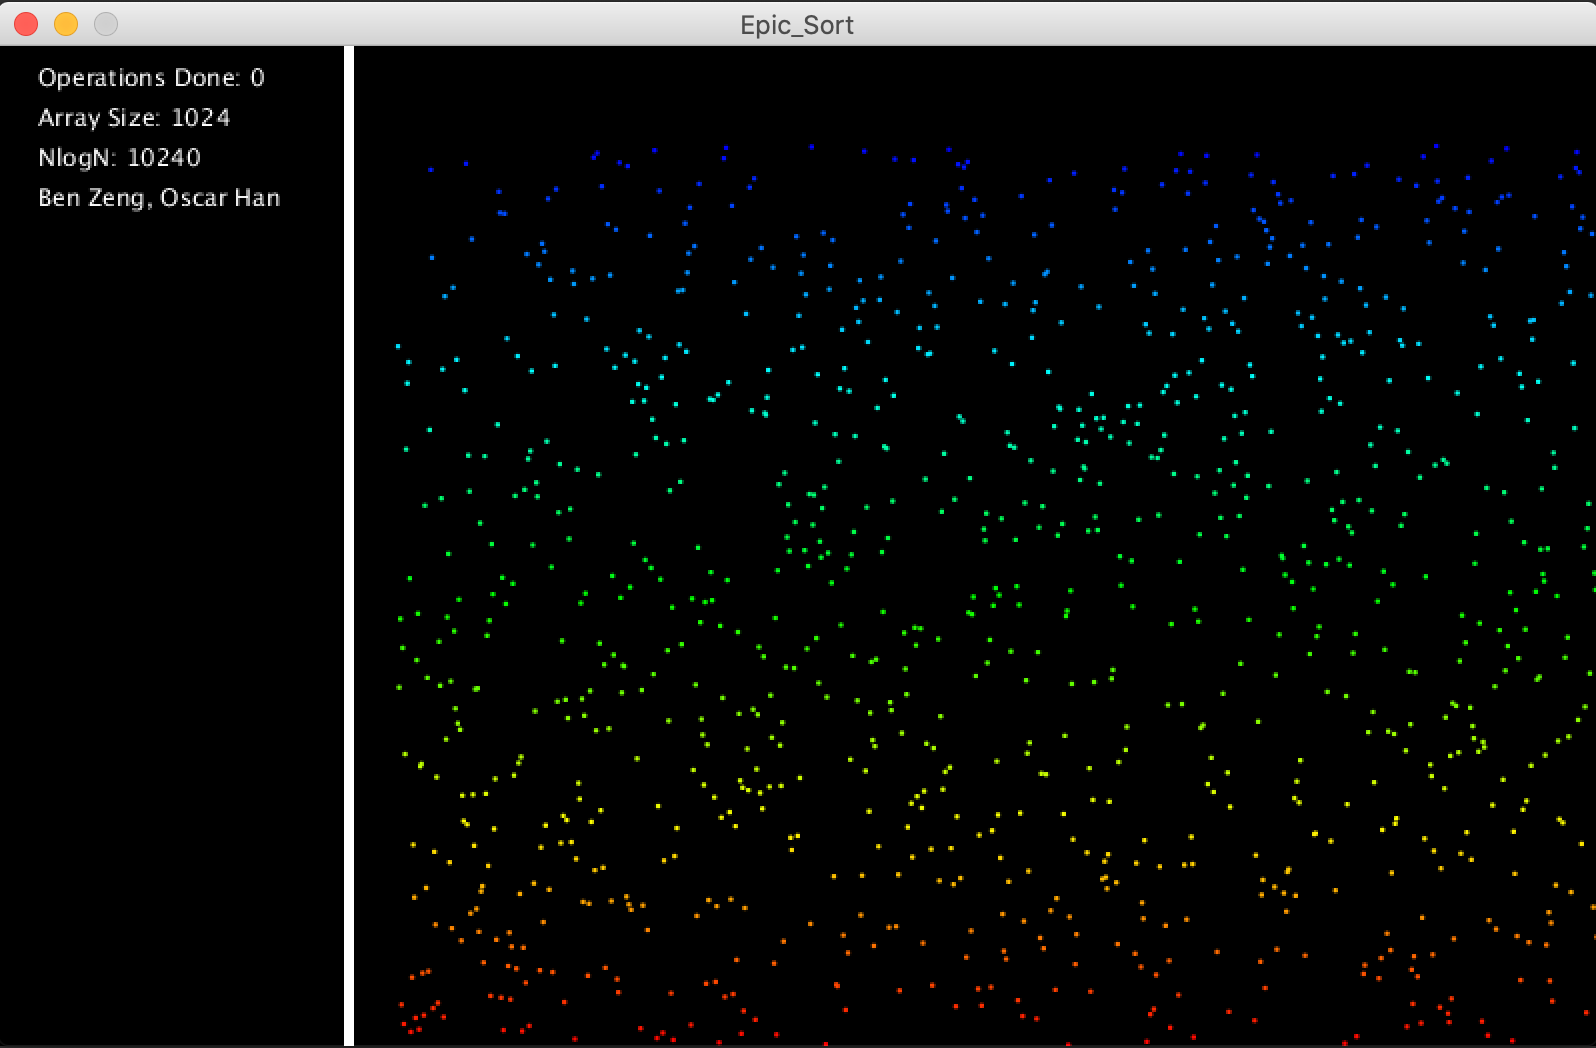 Epic_Sort
Operations Done: 0
Array Size: 1024
NlogN: 10240
Ben Zeng, Oscar Han